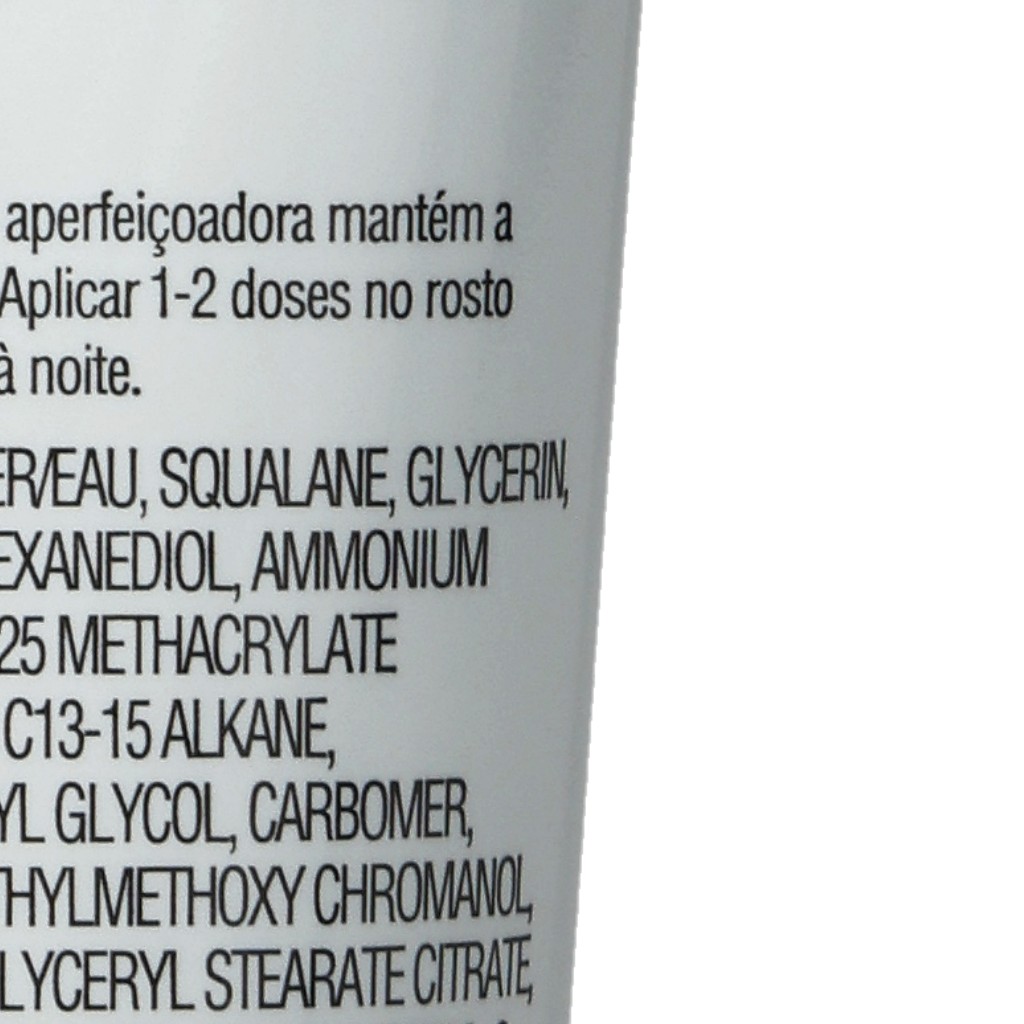 aperfeiçoadora mantém a
Aplicar 1-2 doses no rosto
à noite.
ER/EAU, SQUALANE, GLYCERIN,
EXANEDIOL, AMMONIUM
25 METHACRYLATE
C13-15 ALKANE,
YL GLYCOL, CARBOMER,
THYLMETHOXY CHROMANOL,
LYCERYL STEARATE CITRATE,